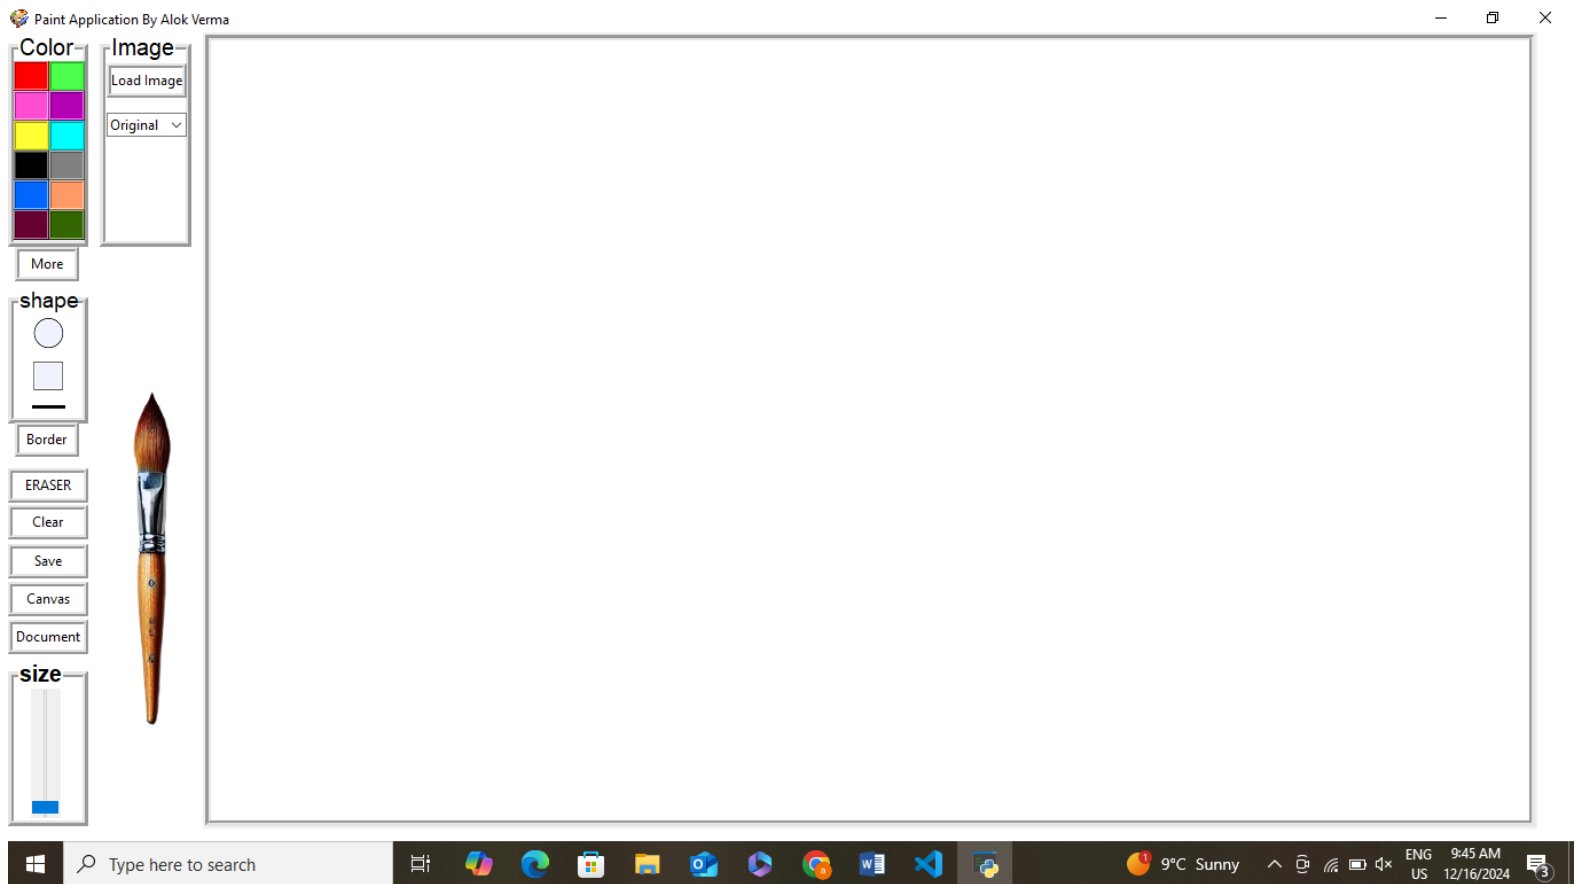 Paint Application By Alok Verma
Color
Image
Load Image
Original
More
shape
Border
ERASER
Clear
Save
Canvas
Document
size
Type here to search
1
9°C Sunny
ENG
US
9:45 AM
12/16/2024
3